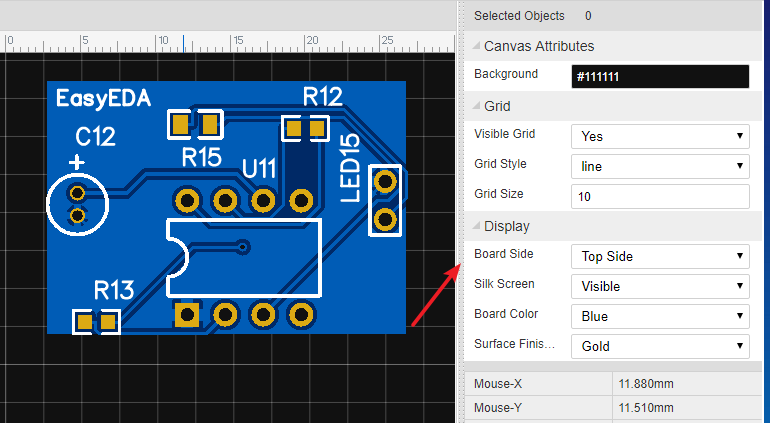 Selected Objects 0
0 5 10 15 20 25
Canvas Attributes
Background #111111
Grid
Visible Grid Yes
Grid Style line
Grid Size 10
Display
Board Side Top Side
Silk Screen Visible
Board Color Blue
Surface Finis... Gold
Mouse-X 11.880mm
Mouse-Y 11.510mm
EasyEDA
R12
C12
+
R15
U11
LED15
R13